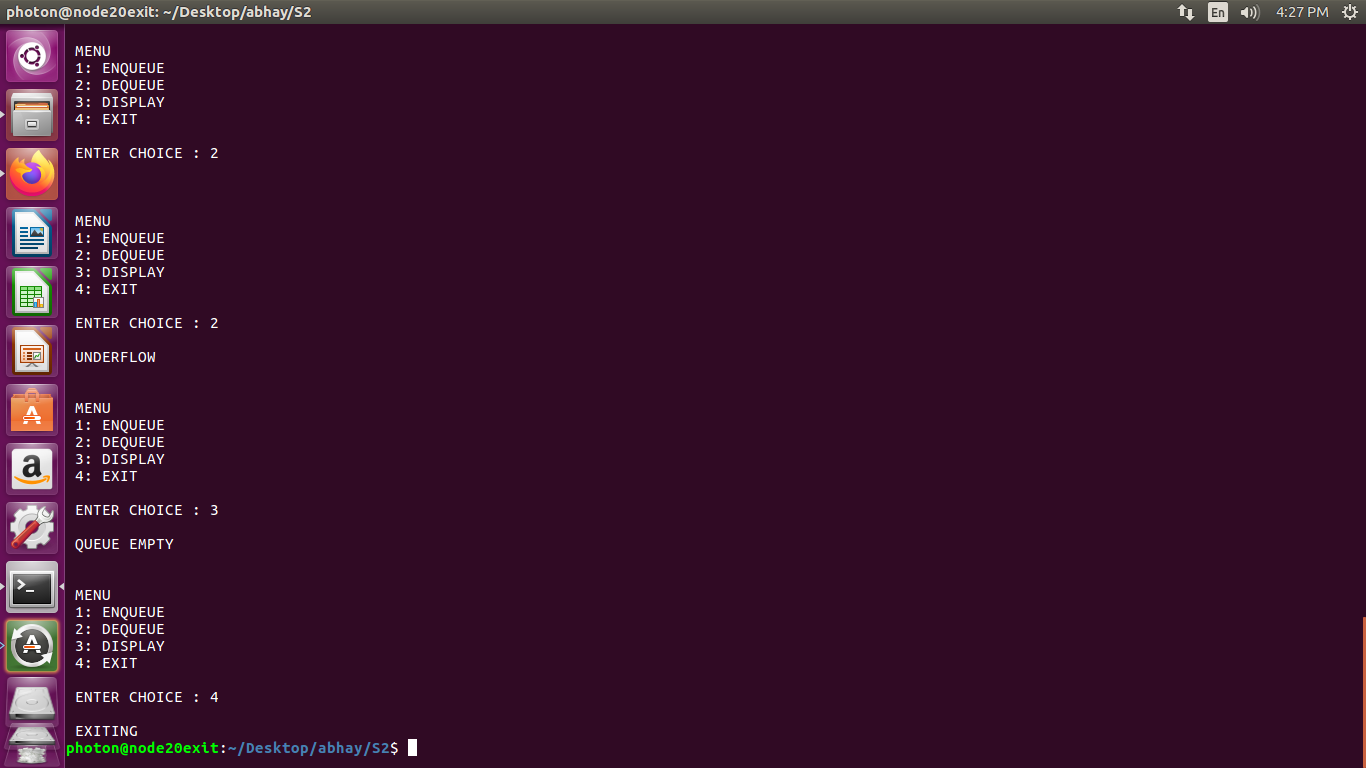 photon@node20exit: ~/Desktop/abhay/S2
En
4:27 PM
MENU
1: ENQUEUE
2: DEQUEUE
3: DISPLAY
4: EXIT
ENTER CHOICE : 2
MENU
1: ENQUEUE
2: DEQUEUE
3: DISPLAY
4: EXIT
ENTER CHOICE : 2
UNDERFLOW
MENU
1: ENQUEUE
2: DEQUEUE
3: DISPLAY
4: EXIT
ENTER CHOICE : 3
QUEUE EMPTY
MENU
1: ENQUEUE
2: DEQUEUE
3: DISPLAY
4: EXIT
ENTER CHOICE : 4
EXITING
photon@node20exit:~/Desktop/abhay/S2$